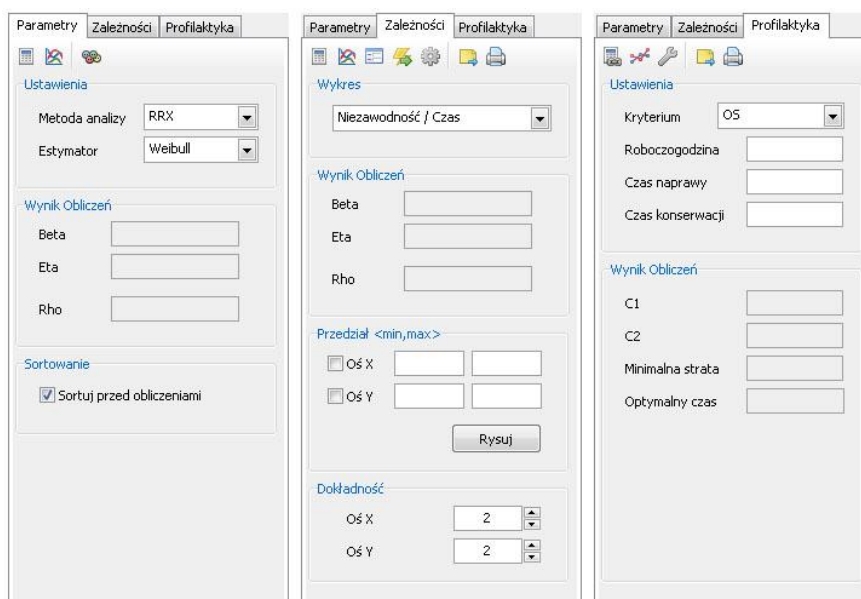 Parametry Zależności Profilaktyka
Ustawienia
Metoda analizy RRX
Estymator Weibull
Wynik Obliczeń
Beta
Eta
Rho
Sortowanie
Sortuj przed obliczeniami
Parametry Zależności Profilaktyka
Wykres
Niezawodność / Czas
Wynik Obliczeń
Beta
Eta
Rho
Przedział <min,max>
Oś X
Oś Y
Rysuj
Dokładność
Oś X 2
Oś Y 2
Parametry Zależności Profilaktyka
Ustawienia
Kryterium OS
Roboczogodzina
Czas naprawy
Czas konserwacji
Wynik Obliczeń
C1
C2
Minimalna strata
Optymalny czas